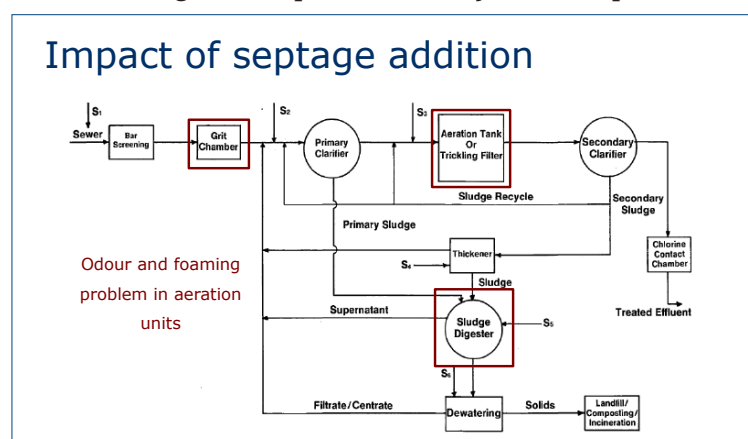 Impact of septage addition
S1
Sewer
Bar
Screening
Grit
Chamber
S2
Primary
Clarifier
S3
Aeration Tank
Or
Trickling Filter
Secondary
Clarifier
Sludge Recycle
Secondary
Sludge
Primary Sludge
Chlorine
Contact
Chamber
Thickener
S4
Sludge
Odour and foaming
problem in aeration
units
Treated Effluent
Supernatant
Sludge
Digester
S5
S6
Filtrate/Centrate
Dewatering
Solids
Landfill/
Composting/
Incineration